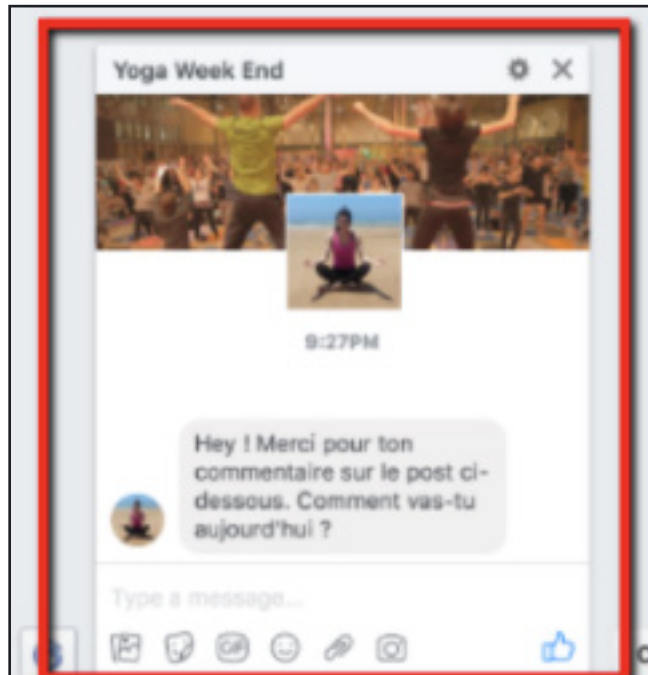 Yoga Week End
9:27PM
Hey ! Merci pour ton
commentaire sur le post ci-
dessous. Comment vas-tu
aujourd'hui ?
Type a message...
GIF